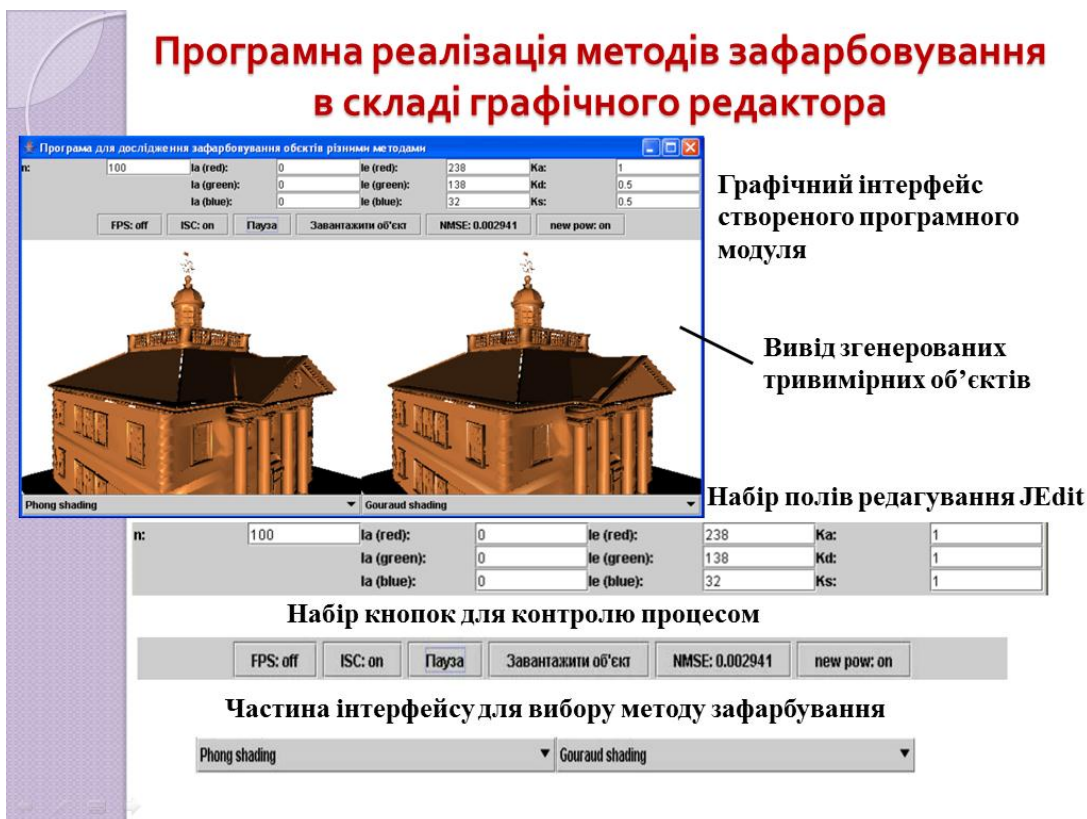 Програмна реалізація методів зафарбовування
в складі графічного редактора
Програма для дослідження зафарбовування обєктів різними методами
n: 100 Ia (red): 0 Ie (red): 238 Ka: 1
Ia (green): 0 Ie (green): 138 Kd: 0.5
Ia (blue): 0 Ie (blue): 32 Ks: 0.5
FPS: off ISC: on Пауза Завантажити об'єкт NMSE: 0.002941 new pow: on
Phong shading Gouraud shading
Графічний інтерфейс
створеного програмного
модуля
Вивід згенерованих
тривимірних об’єктів
Набір полів редагування JEdit
n: 100 Ia (red): 0 Ie (red): 238 Ka: 1
Ia (green): 0 Ie (green): 138 Kd: 1
Ia (blue): 0 Ie (blue): 32 Ks: 1
Набір кнопок для контролю процесом
FPS: off ISC: on Пауза Завантажити об'єкт NMSE: 0.002941 new pow: on
Частина інтерфейсу для вибору методу зафарбування
Phong shading Gouraud shading